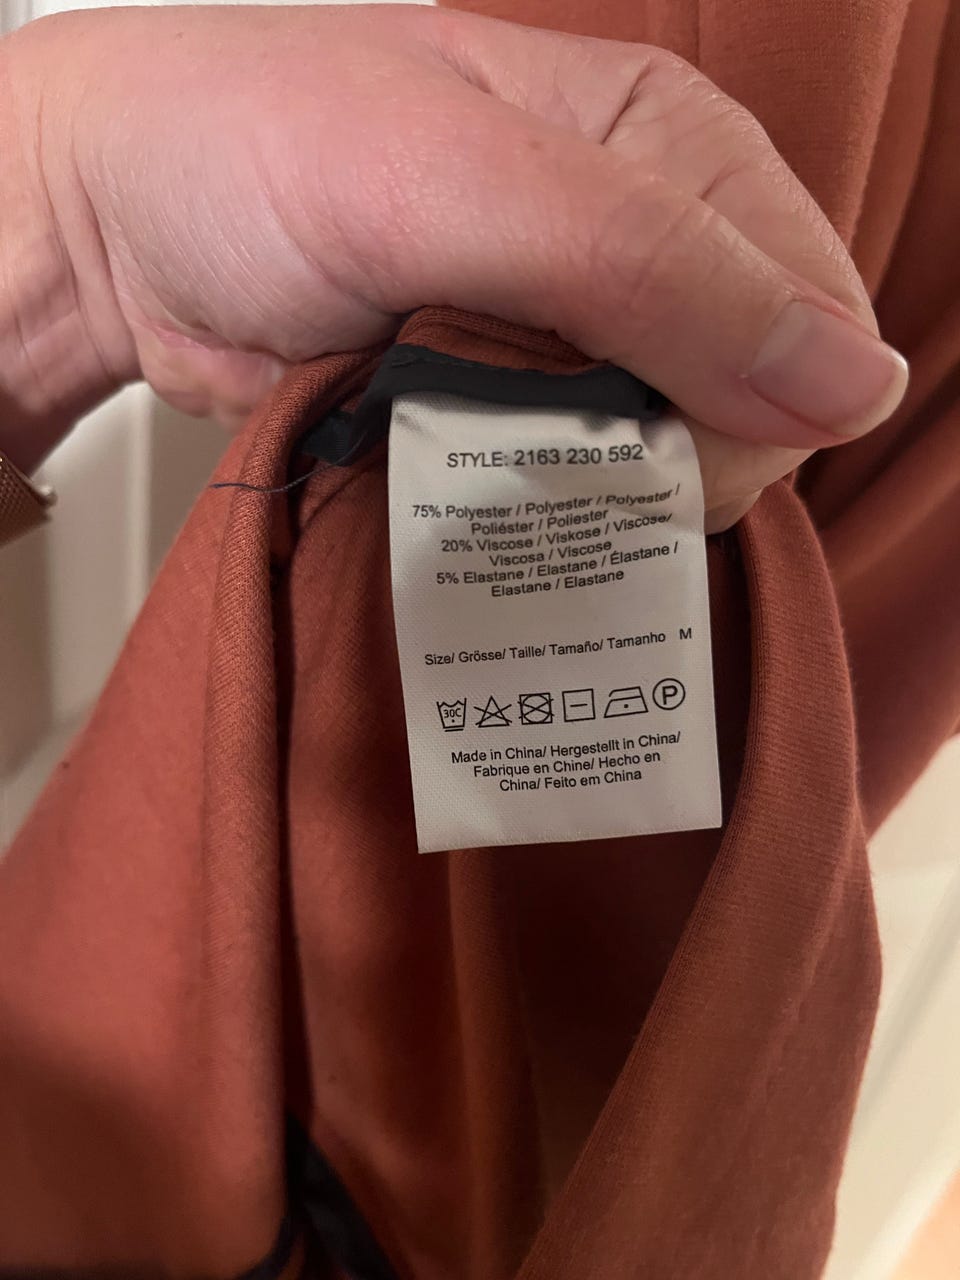 STYLE: 2163 230 592
75% Polyester / Polyester / Polyester /
Poliéster / Poliester
20% Viscose / Viskose / Viscose/
Viscosa / Viscose
5% Elastane / Elastane / Élastane /
Elastane / Elastane
Size/ Grösse/ Taille/ Tamaño/ Tamanho M
30C P
Made in China/ Hergestellt in China/
Fabrique en Chine/ Hecho en
China/ Feito em China